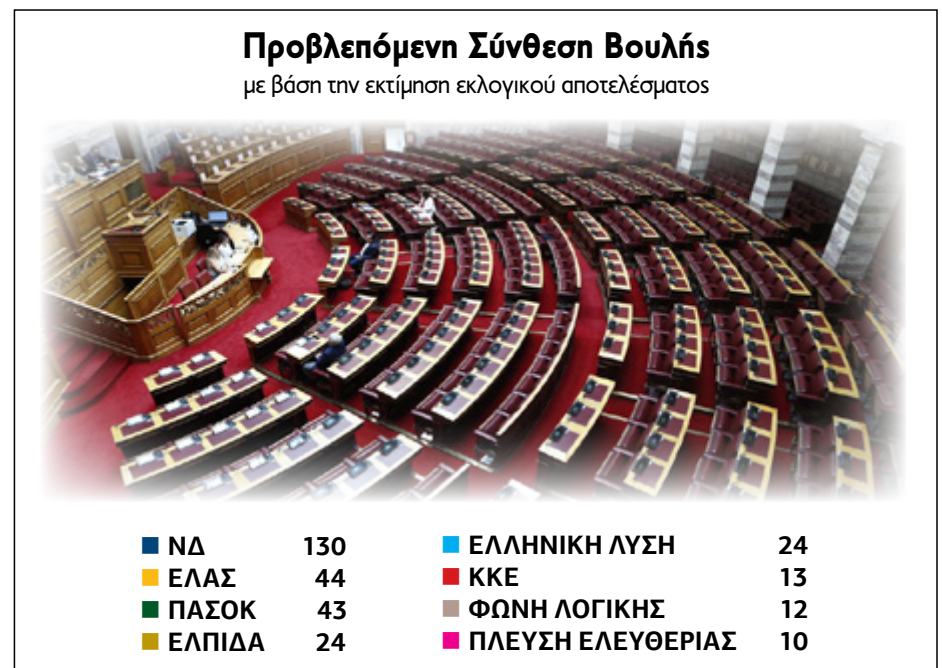 Προβλεπόμενη Σύνθεση Βουλής
με βάση την εκτίμηση εκλογικού αποτελέσματος
ΝΔ 130
ΕΛΑΣ 44
ΠΑΣΟΚ 43
ΕΛΠΙΔΑ 24
ΕΛΛΗΝΙΚΗ ΛΥΣΗ 24
ΚΚΕ 13
ΦΩΝΗ ΛΟΓΙΚΗΣ 12
ΠΛΕΥΣΗ ΕΛΕΥΘΕΡΙΑΣ 10